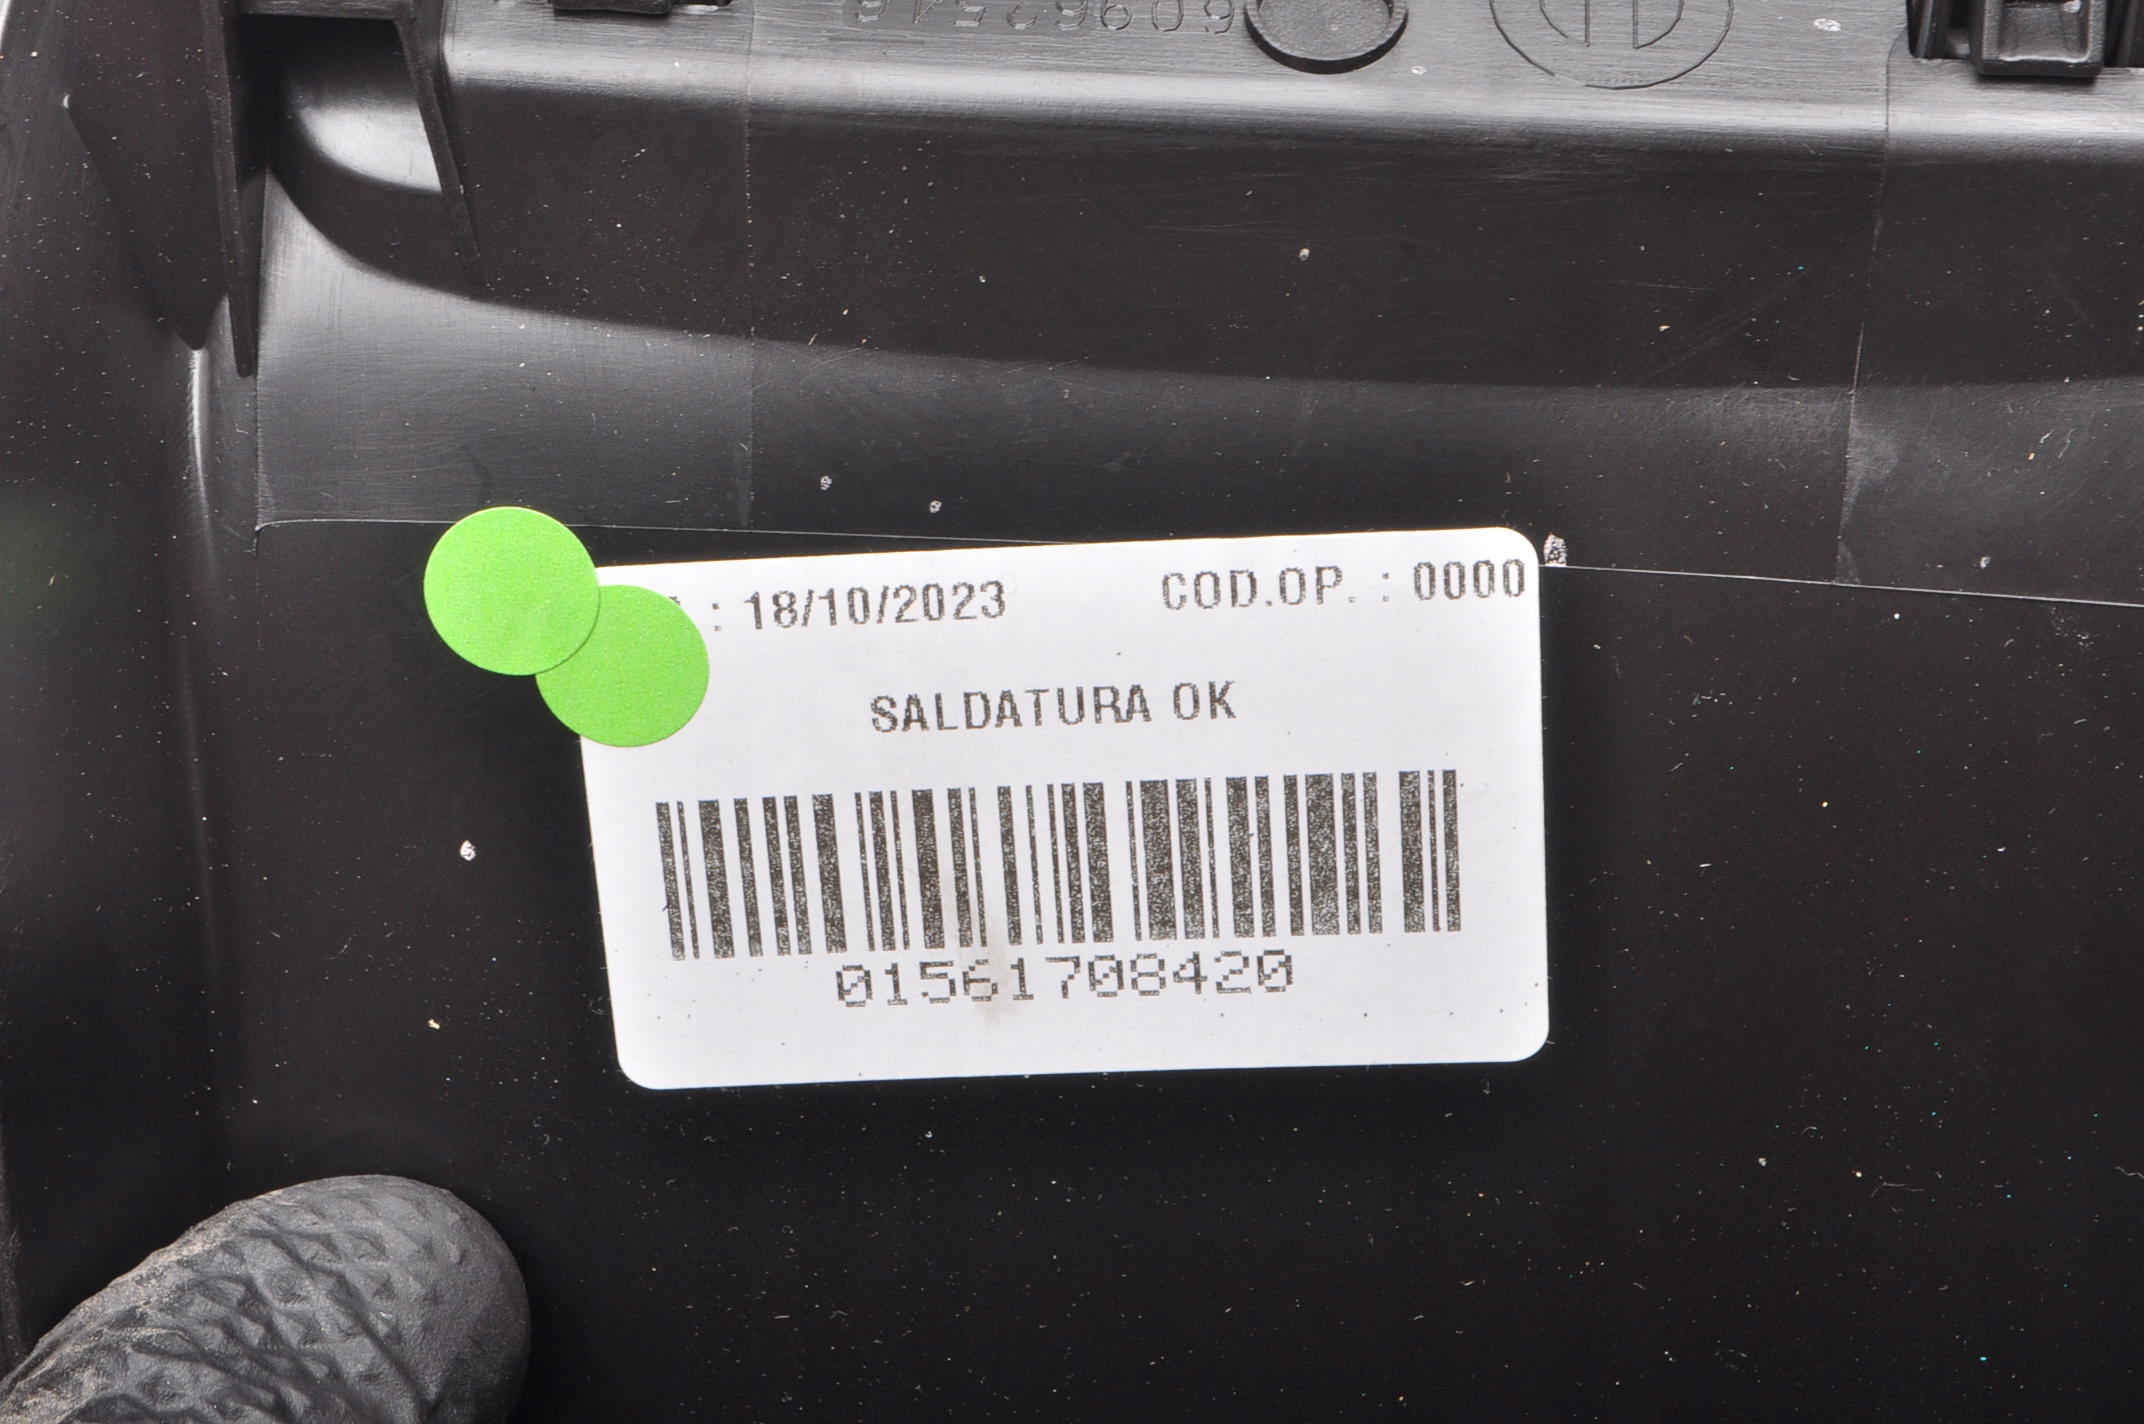 : 18/10/2023 COD.OP. : 0000
SALDATURA OK
01561708420